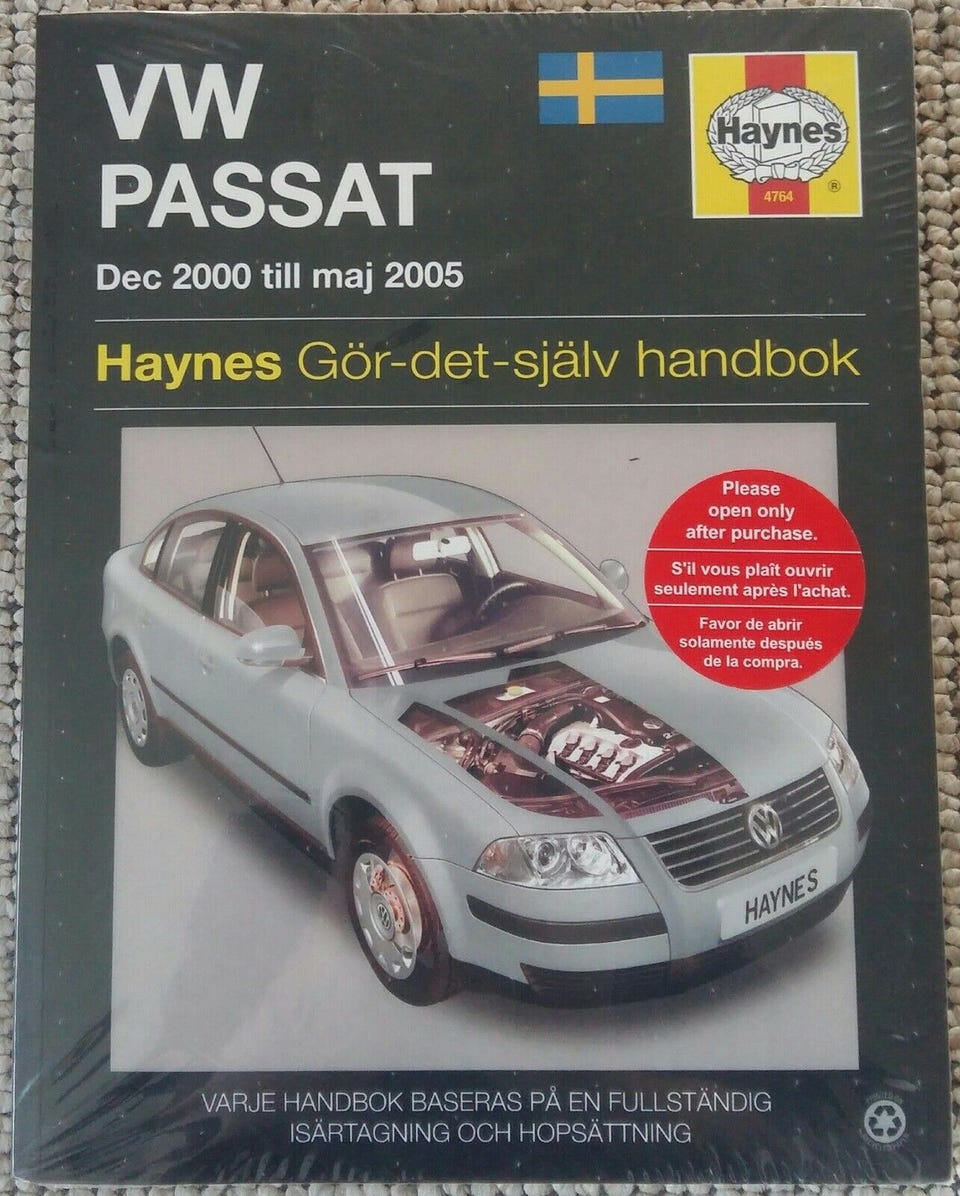 VW
PASSAT
Dec 2000 till maj 2005
Haynes
®
4764
Haynes Gör-det-själv handbok
Please
open only
after purchase.
S'il vous plaît ouvrir
seulement après l'achat.
Favor de abrir
solamente después
de la compra.
HAYNES
VARJE HANDBOK BASERAS PÅ EN FULLSTÄNDIG
ISÄRTAGNING OCH HOPSÄTTNING